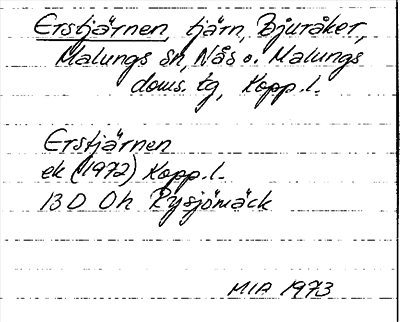 Erstjärnen, tjärn, Bjuråker,
Malungs sn, Nås o. Malungs
doms. tg, Kopp. l.
Erstjärnen
ek (1972) Kopp. l.
13 D 0h Rysjömäck
MIA 1973